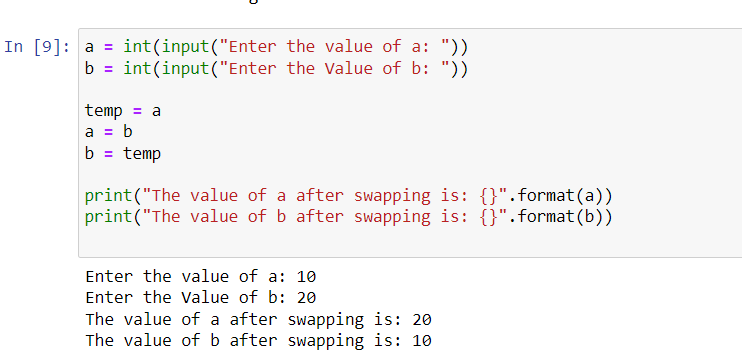 In [9]: a = int(input("Enter the value of a: "))
b = int(input("Enter the Value of b: "))
temp = a
a = b
b = temp
print("The value of a after swapping is: {}".format(a))
print("The value of b after swapping is: {}".format(b))
Enter the value of a: 10
Enter the Value of b: 20
The value of a after swapping is: 20
The value of b after swapping is: 10